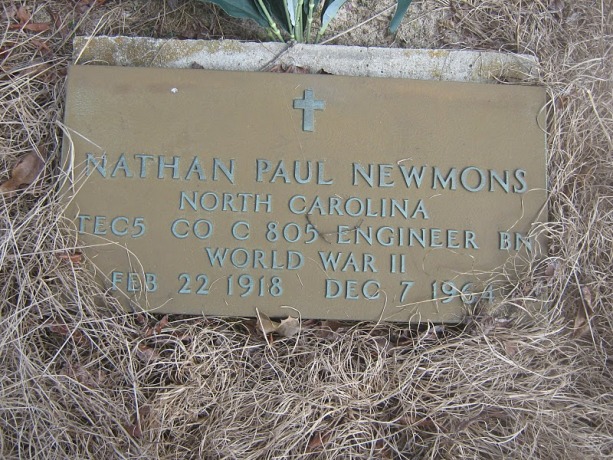 NATHAN PAUL NEWMONS
NORTH CAROLINA
TEC5 CO C 805 ENGINEER BN
WORLD WAR II
FEB 22 1918 DEC 7 1964